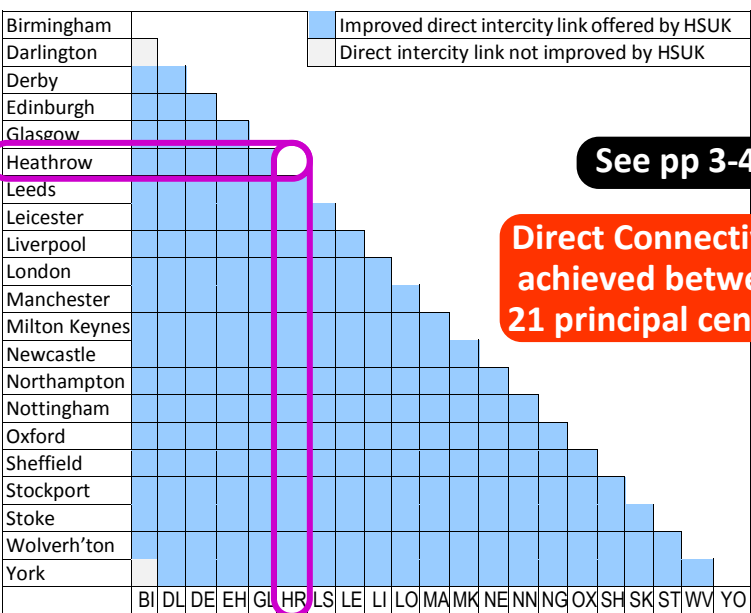 Birmingham
Improved direct intercity link offered by HSUK
Darlington
Direct intercity link not improved by HSUK
Derby
Edinburgh
Glasgow
Heathrow
See pp 3-4
Leeds
Leicester
Liverpool
Direct Connecti
London
achieved betwe
Manchester
21 principal cen
Milton Keynes
Newcastle
Northampton
Nottingham
Oxford
Sheffield
Stockport
Stoke
Wolverh’ton
York
BI DL DE EH GL HR LS LE LI LO MA MK NE NN NG OX SH SK ST WV YO